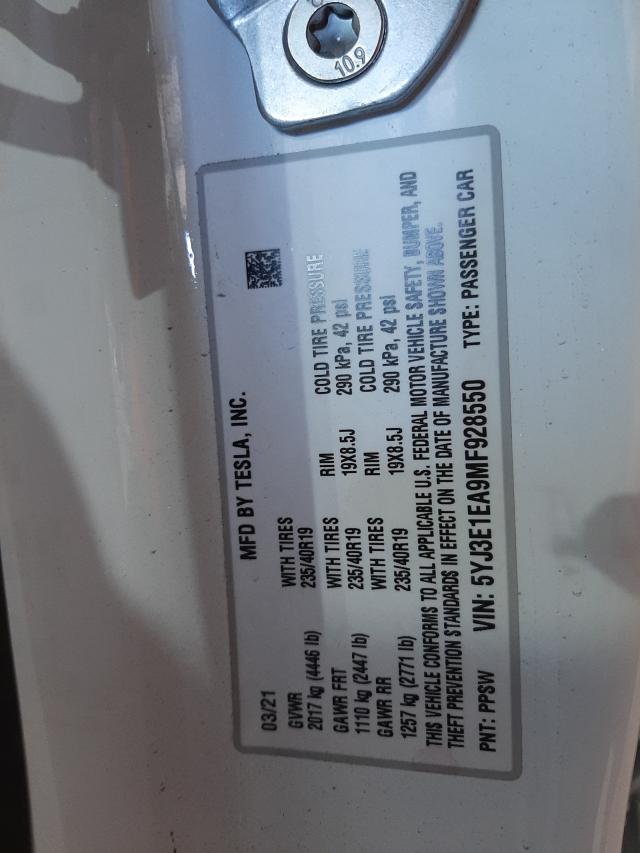 10.9
MFD BY TESLA, INC.
03/21
GVWR WITH TIRES
2017 kg (4446 lb) 235/40R19
GAWR FRT WITH TIRES RIM COLD TIRE PRESSURE
1110 kg (2447 lb) 235/40R19 19X8.5J 290 kPa, 42 psi
GAWR RR WITH TIRES RIM COLD TIRE PRESSURE
1257 kg (2771 lb) 235/40R19 19X8.5J 290 kPa, 42 psi
THIS VEHICLE CONFORMS TO ALL APPLICABLE U.S. FEDERAL MOTOR VEHICLE SAFETY, BUMPER, AND
THEFT PREVENTION STANDARDS IN EFFECT ON THE DATE OF MANUFACTURE SHOWN ABOVE.
PNT: PPSW VIN: 5YJ3E1EA9MF928550 TYPE: PASSENGER CAR